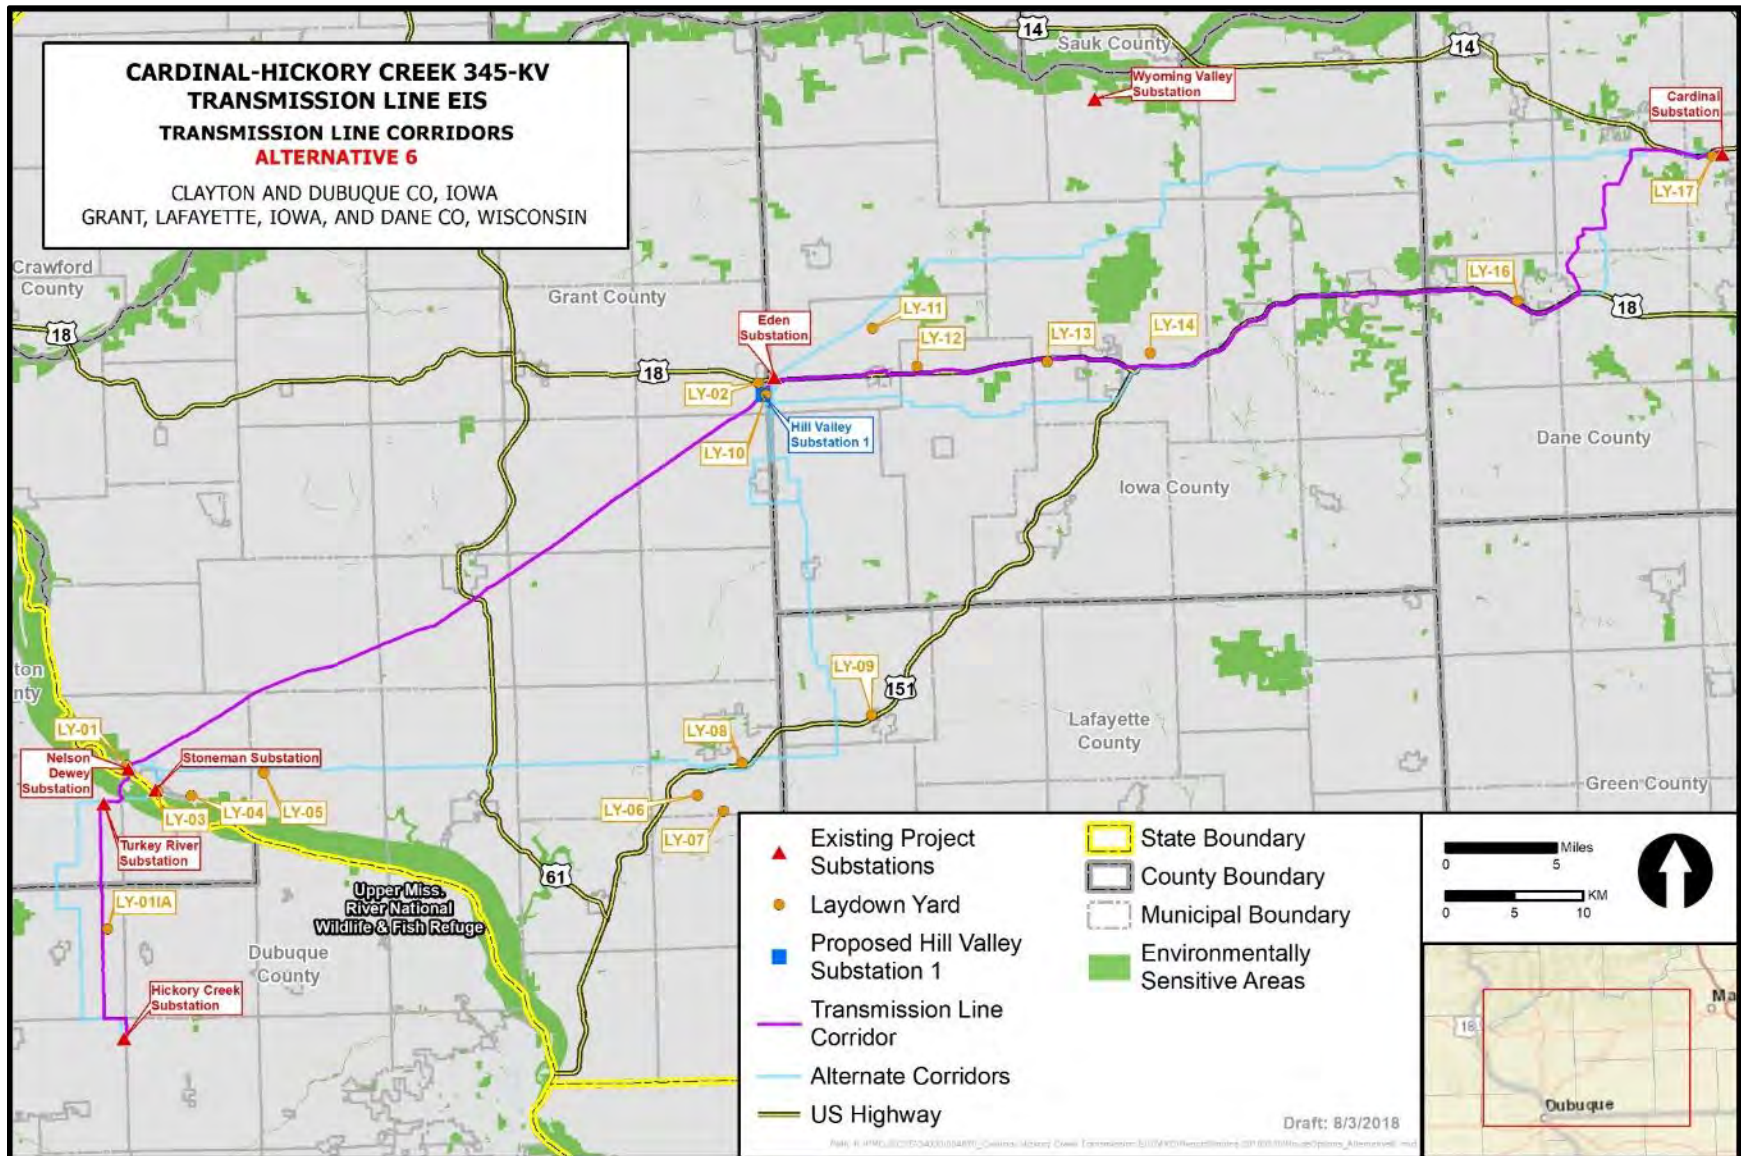 CARDINAL-HICKORY CREEK 345-KV
TRANSMISSION LINE EIS
TRANSMISSION LINE CORRIDORS
ALTERNATIVE 6
CLAYTON AND DUBUQUE CO, IOWA
GRANT, LAFAYETTE, IOWA, AND DANE CO, WISCONSIN
14
Sauk County
14
Wyoming Valley
Substation
Cardinal
Substation
LY-17
Crawford
County
18
Grant County
Eden
Substation
LY-11
LY-12
LY-13
LY-14
LY-16
18
18
LY-02
Hill Valley
Substation 1
LY-10
Dane County
Iowa County
ton
nty
LY-09
151
Lafayette
County
LY-01
LY-08
Nelson
Dewey
Substation
Stoneman Substation
Green County
LY-03
LY-04
LY-05
LY-06
LY-07
Turkey River
Substation
61
Upper Miss.
River National
Wildlife & Fish Refuge
LY-01IA
Dubuque
County
Hickory Creek
Substation
Existing Project
Substations
Laydown Yard
Proposed Hill Valley
Substation 1
Transmission Line
Corridor
Alternate Corridors
US Highway
State Boundary
County Boundary
Municipal Boundary
Environmentally
Sensitive Areas
Draft: 8/3/2018
Miles
0 5
KM
0 5 10
18
Ma
Dubuque